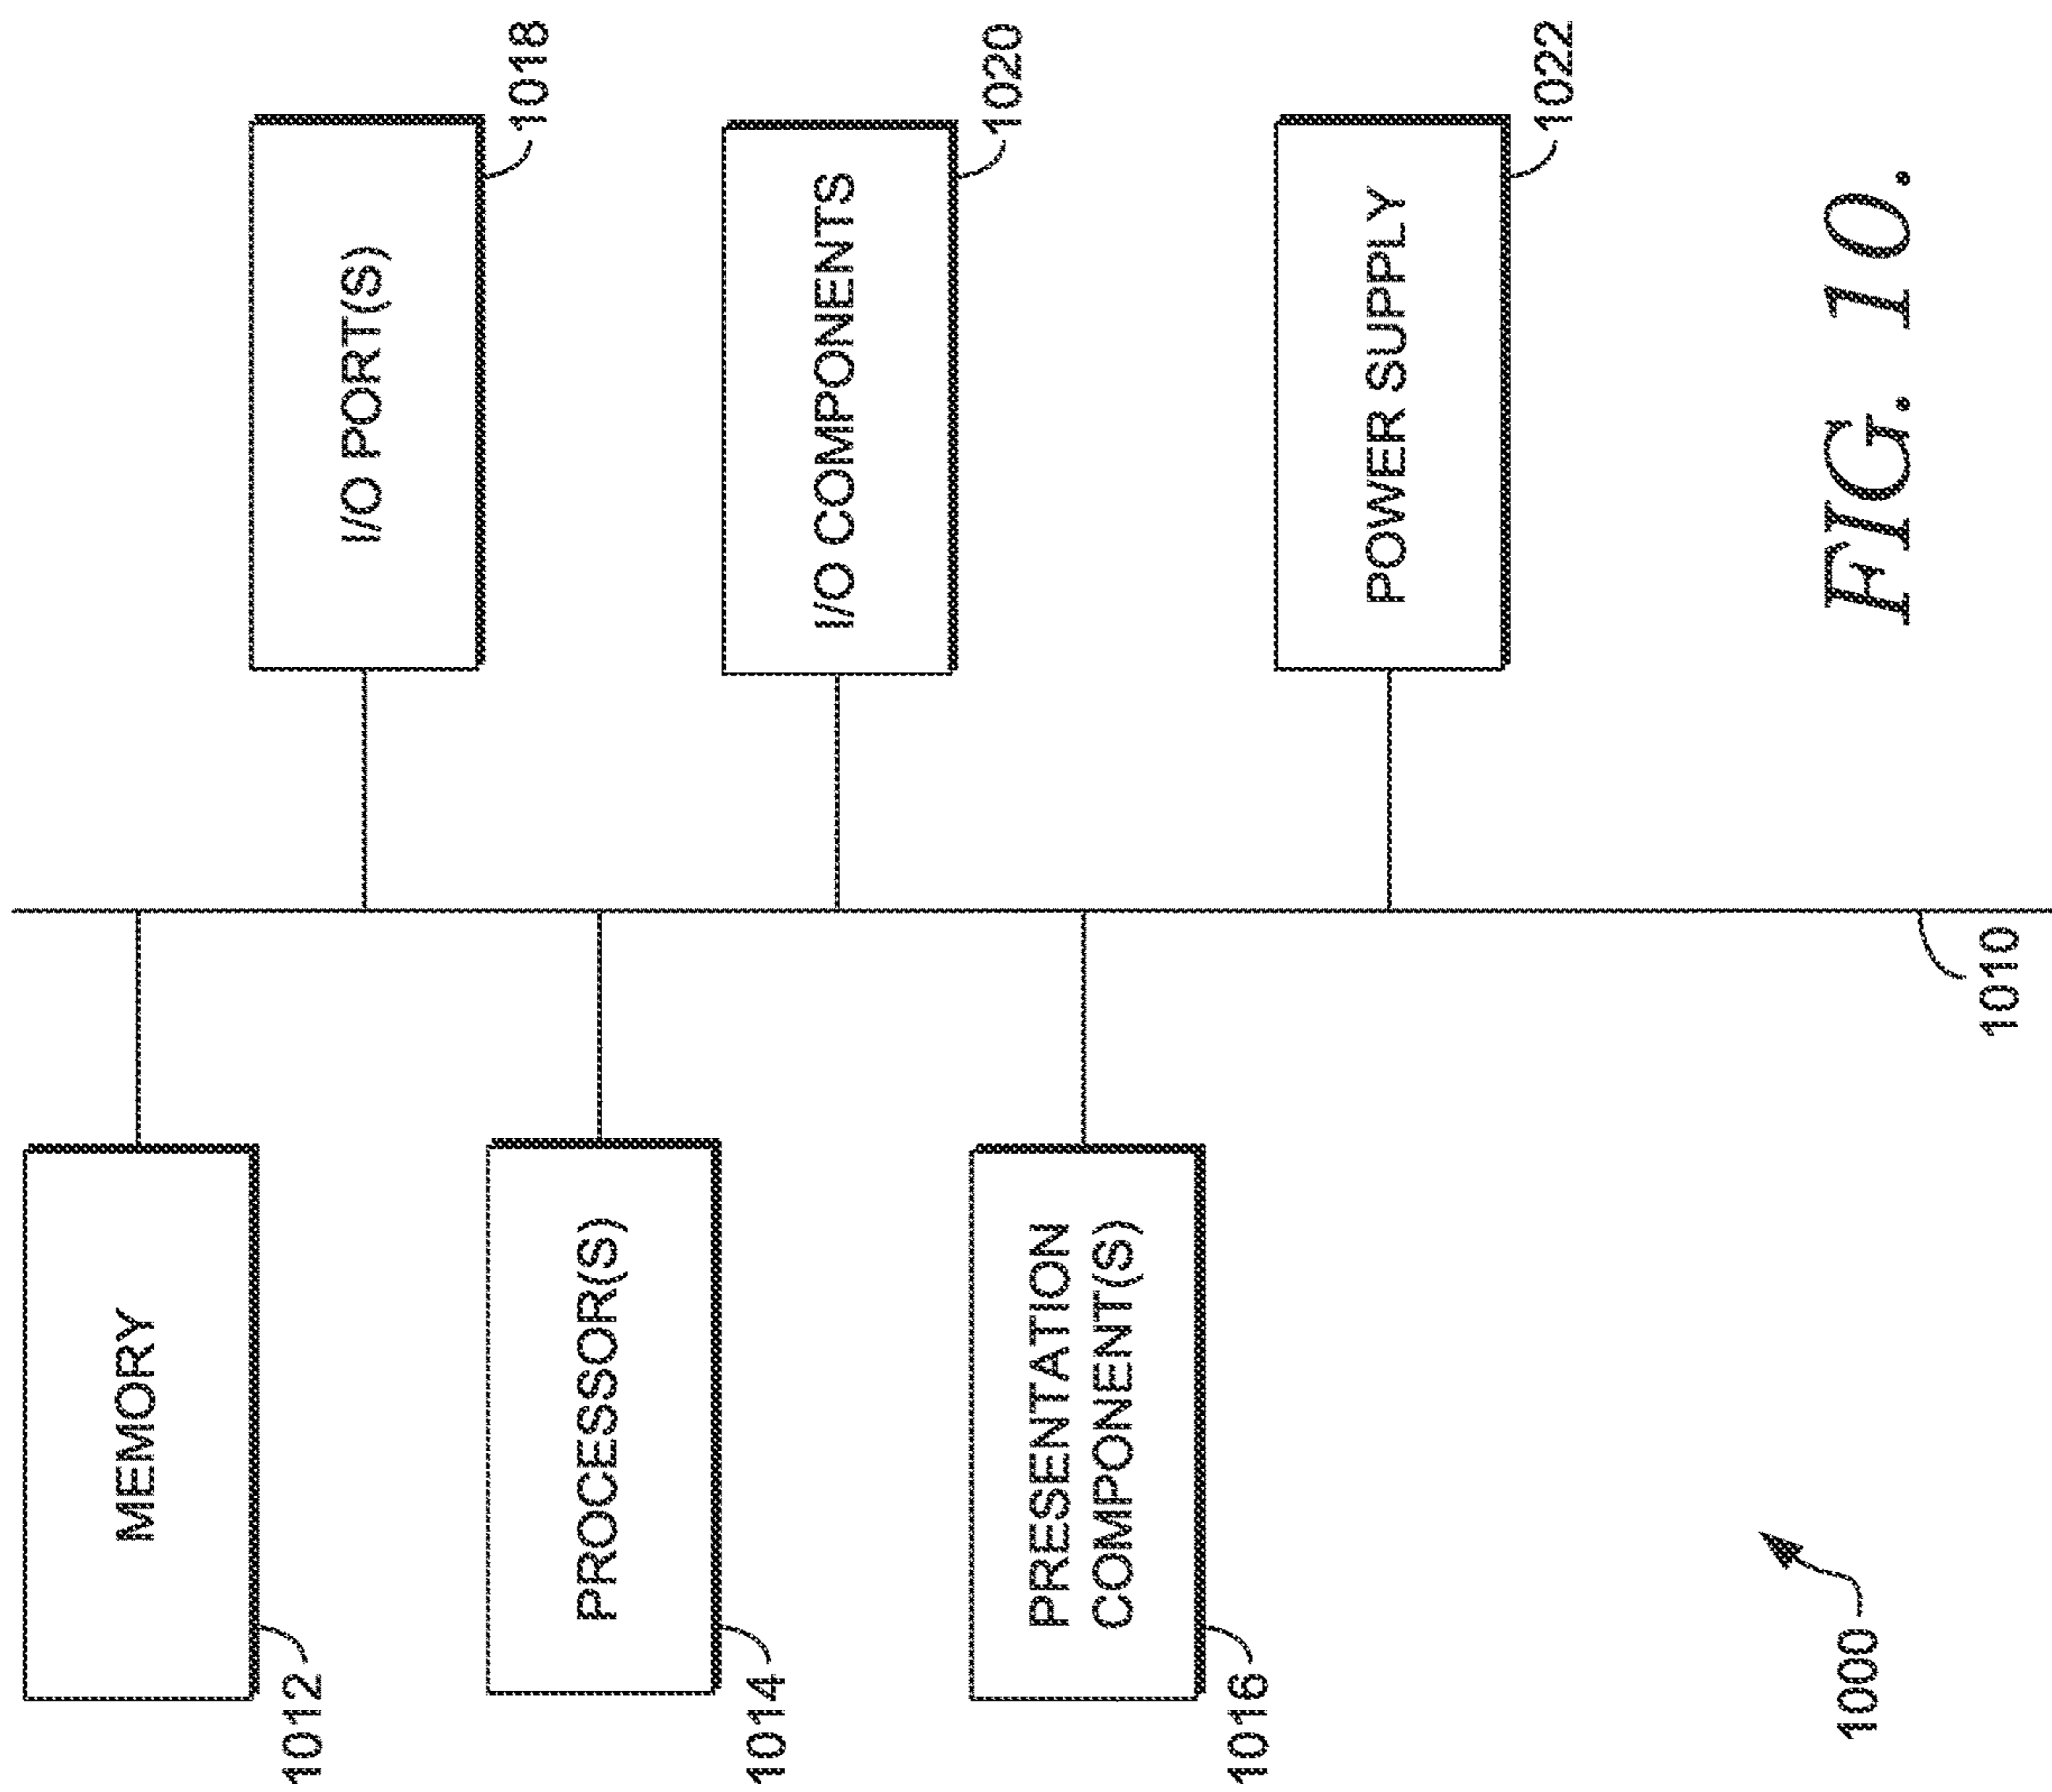 MEMORY
1012
PROCESSOR(S)
1014
PRESENTATION
COMPONENT(S)
1016
1000
I/O PORT(S)
1018
I/O COMPONENTS
1020
POWER SUPPLY
1022
1010
FIG. 10.